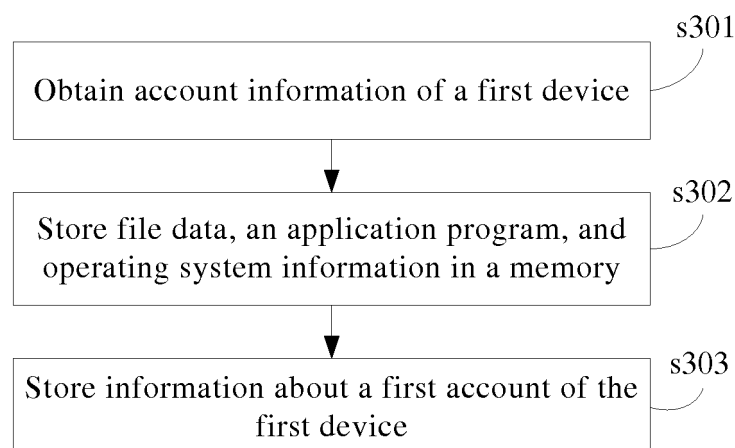 s301
Obtain account information of a first device
s302
Store file data, an application program, and
operating system information in a memory
s303
Store information about a first account of the
first device